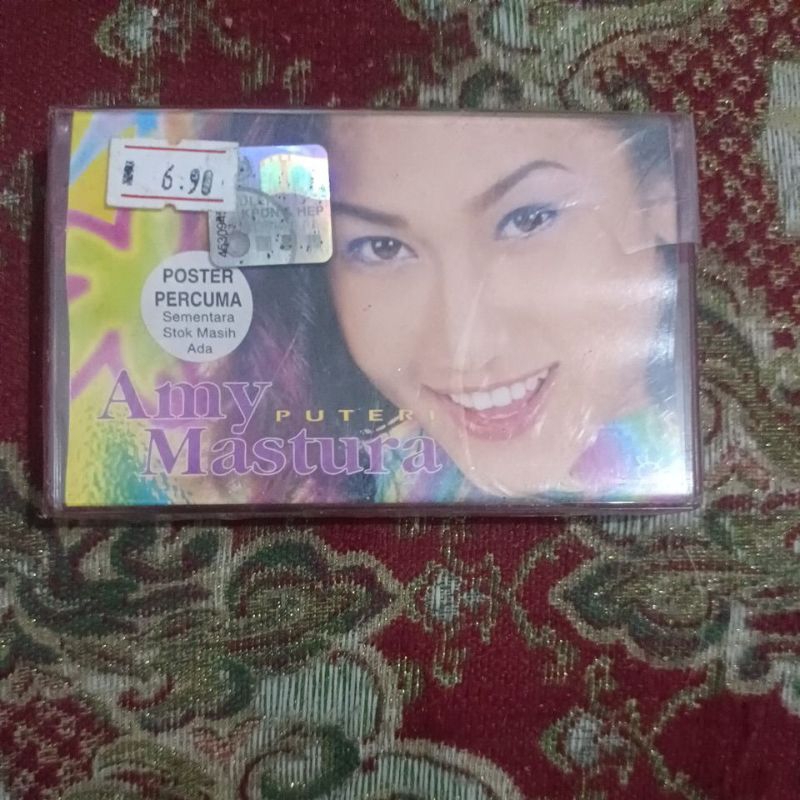 6.90
POSTER
PERCUMA
Sementara
Stok Masih
Ada
Amy
PUTERI
Mastura